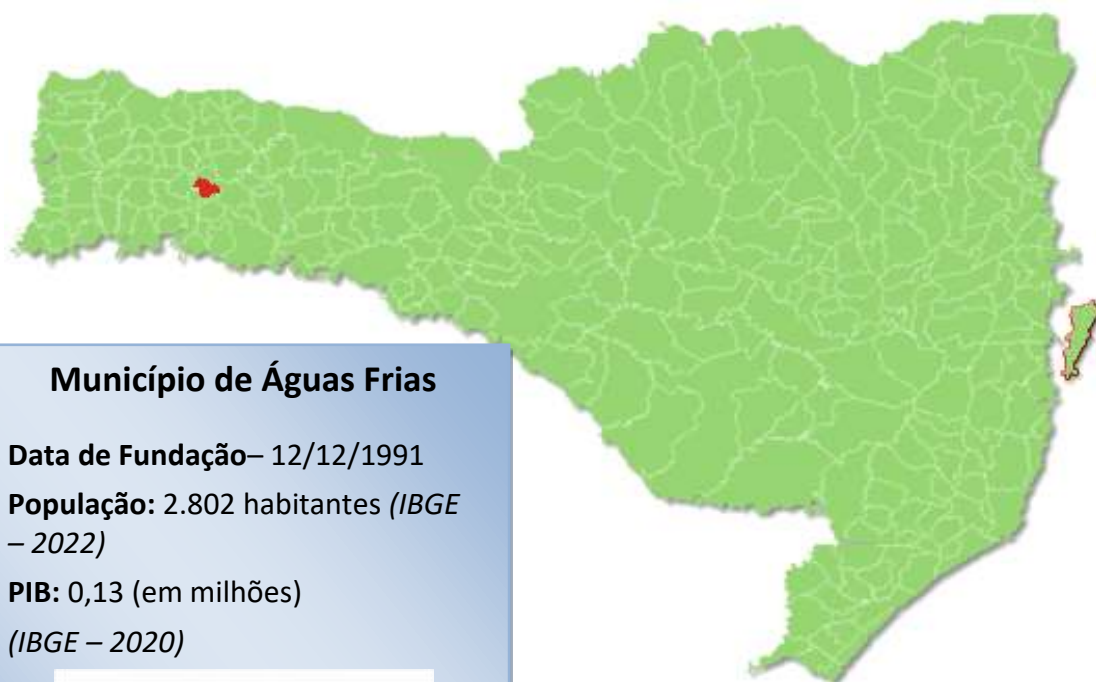 Município de Águas Frias
Data de Fundação– 12/12/1991
População: 2.802 habitantes (IBGE
– 2022)
PIB: 0,13 (em milhões)
(IBGE – 2020)